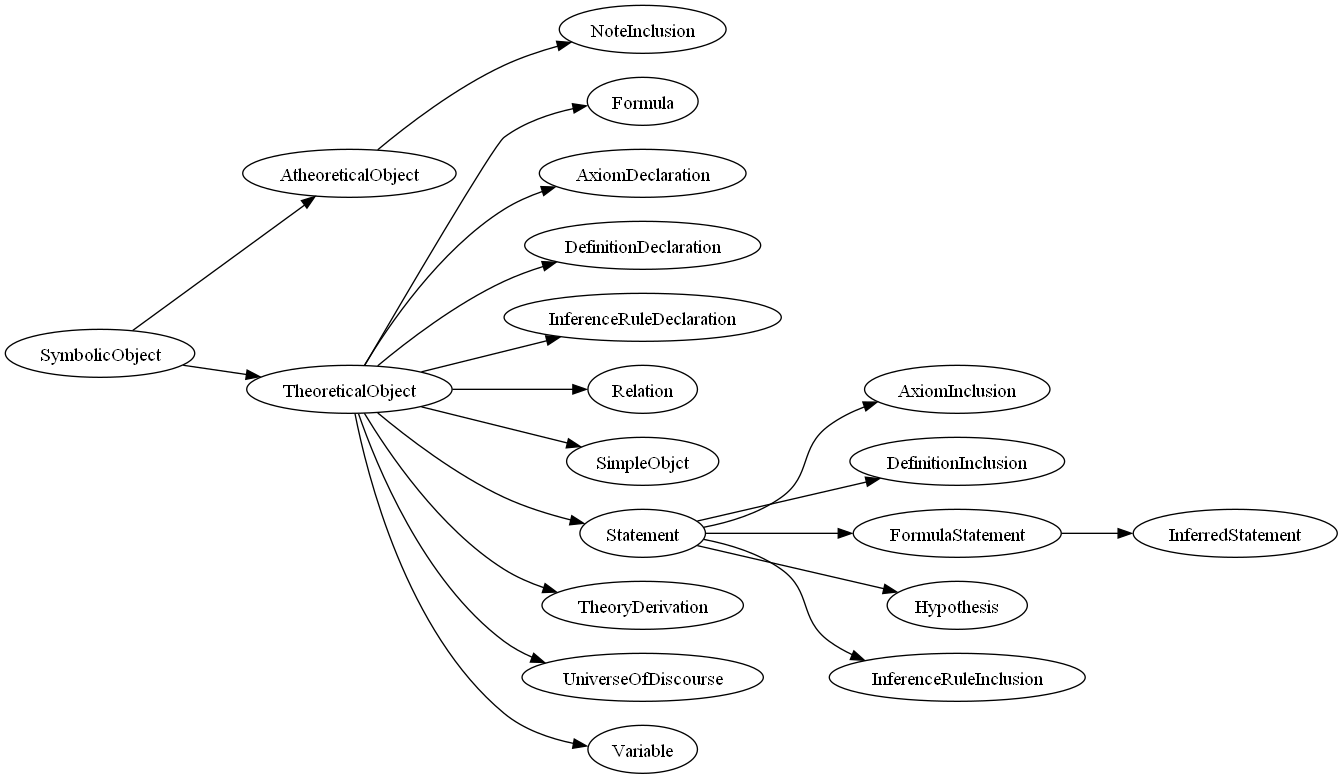 NoteInclusion
Formula
AtheoreticalObject
AxiomDeclaration
DefinitionDeclaration
InferenceRuleDeclaration
SymbolicObject
TheoreticalObject
Relation
AxiomInclusion
SimpleObjct
DefinitionInclusion
Statement
FormulaStatement
InferredStatement
TheoryDerivation
Hypothesis
UniverseOfDiscourse
InferenceRuleInclusion
Variable